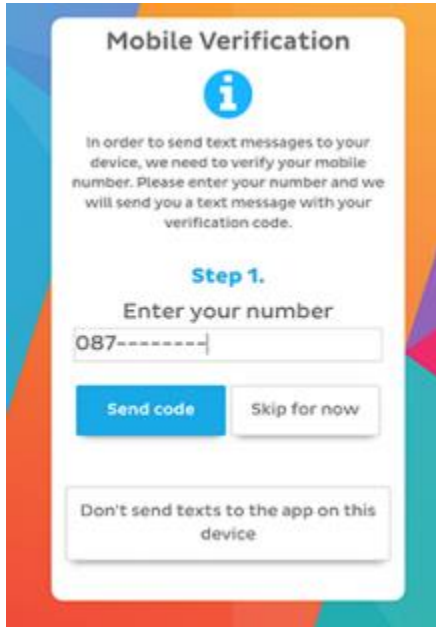 Mobile Verification
i
In order to send text messages to your
device, we need to verify your mobile
number. Please enter your number and we
will send you a text message with your
verification code.
Step 1.
Enter your number
087--------
Send code
Skip for now
Don't send texts to the app on this
device